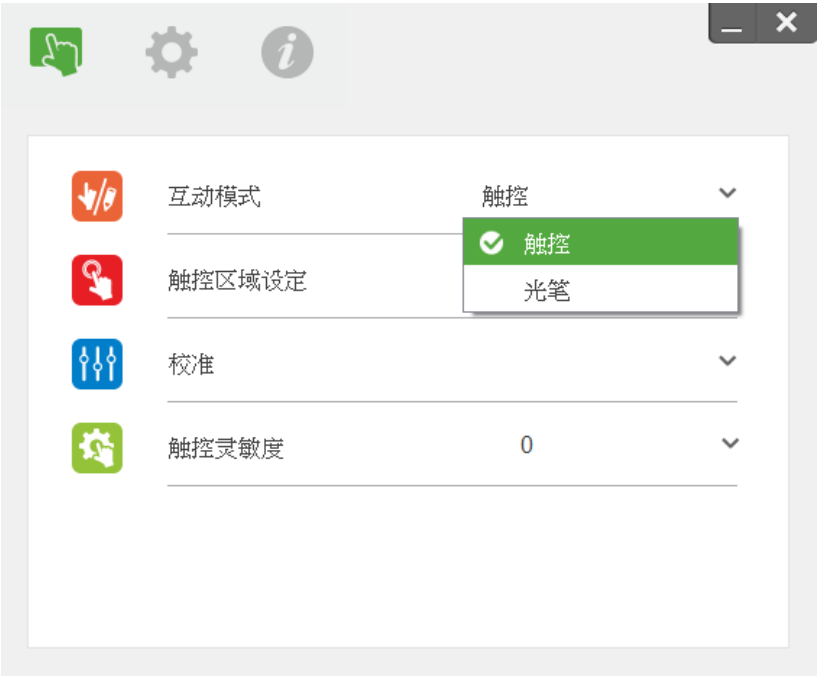 互动模式 触控
触控
触控区域设定
光笔
校准
触控灵敏度 0